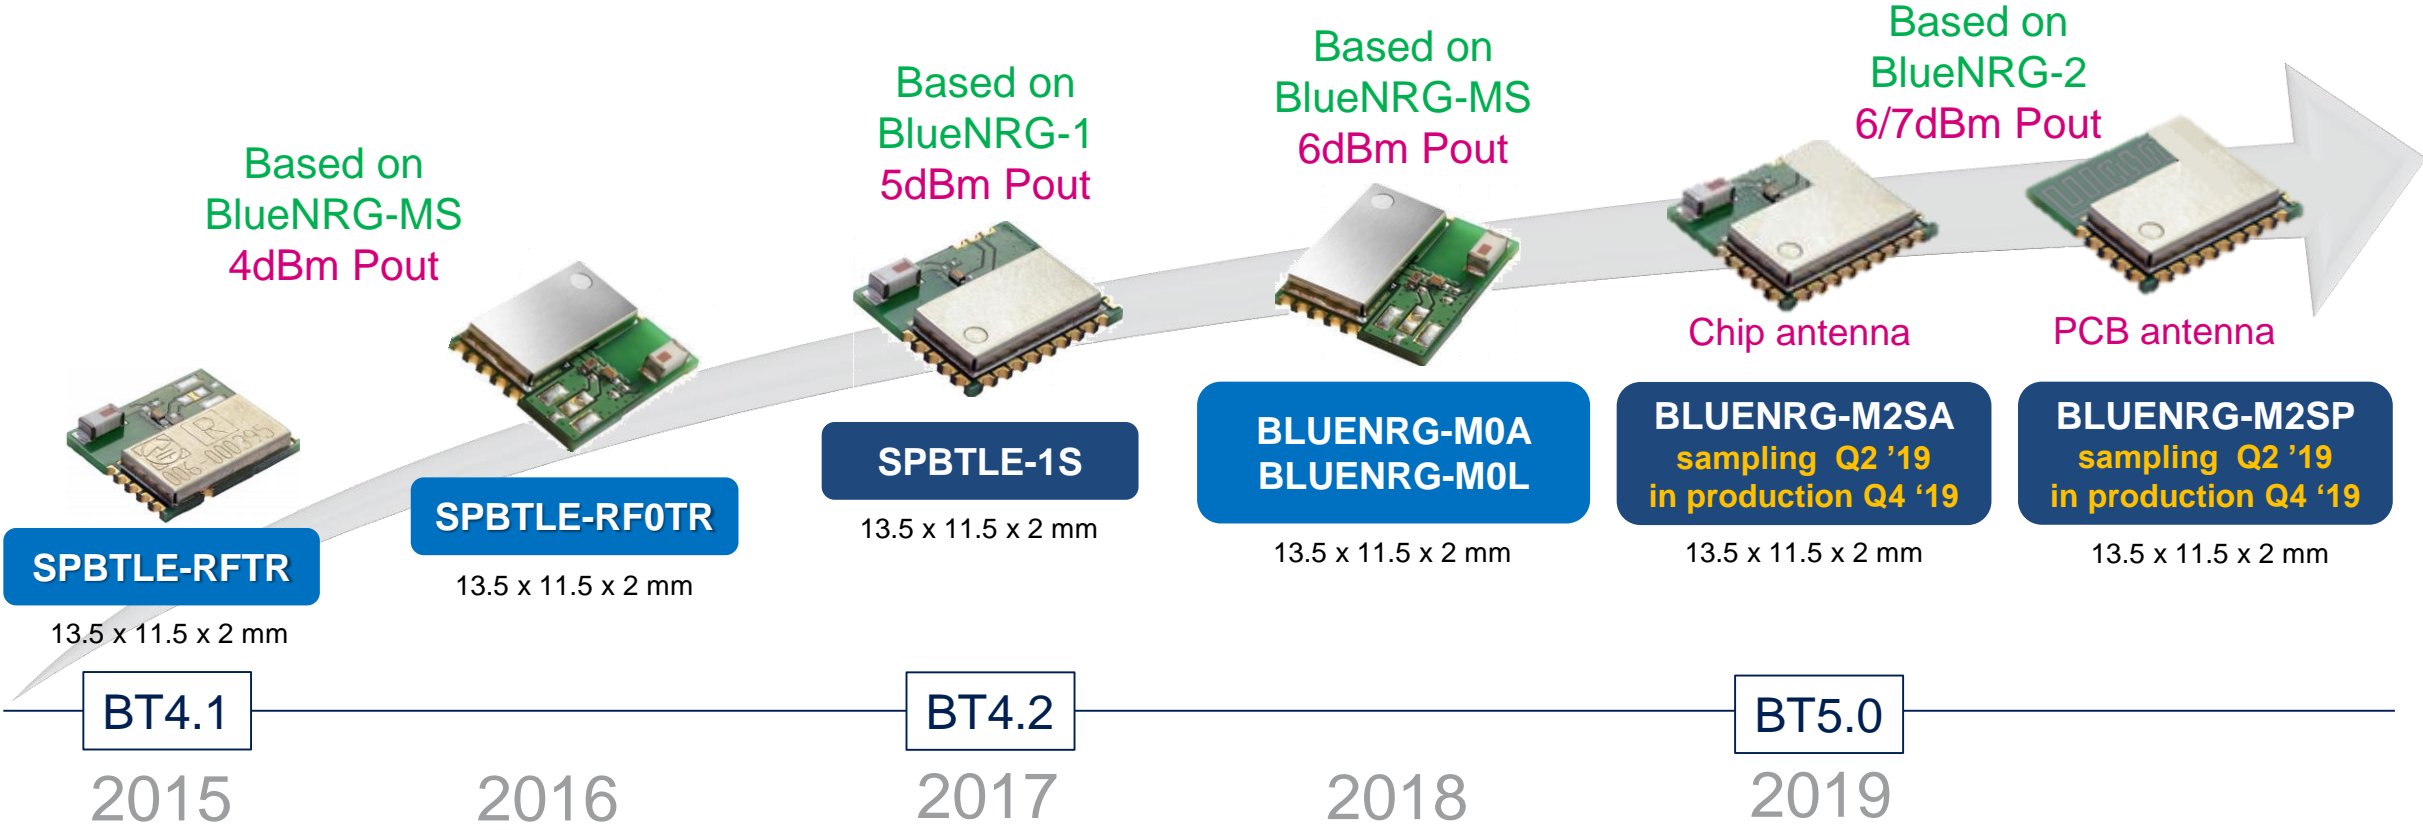 Based on
BlueNRG-MS
4dBm Pout
Based on
BlueNRG-1
5dBm Pout
Based on
BlueNRG-MS
6dBm Pout
Based on
BlueNRG-2
6/7dBm Pout
Chip antenna
PCB antenna
R
006-000395
SPBTLE-RFTR
13.5 x 11.5 x 2 mm
SPBTLE-RF0TR
13.5 x 11.5 x 2 mm
SPBTLE-1S
13.5 x 11.5 x 2 mm
BLUENRG-M0A
BLUENRG-M0L
13.5 x 11.5 x 2 mm
BLUENRG-M2SA
sampling Q2 ’19
in production Q4 ‘19
13.5 x 11.5 x 2 mm
BLUENRG-M2SP
sampling Q2 ’19
in production Q4 ‘19
13.5 x 11.5 x 2 mm
BT4.1
BT4.2
BT5.0
2015
2016
2017
2018
2019